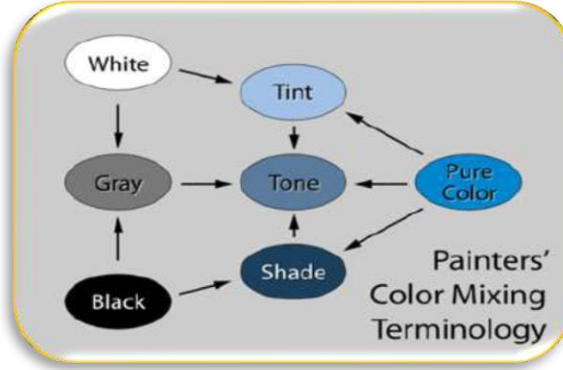 White
Tint
Gray
Tone
Pure
Color
Shade
Black
Painters'
Color Mixing
Terminology